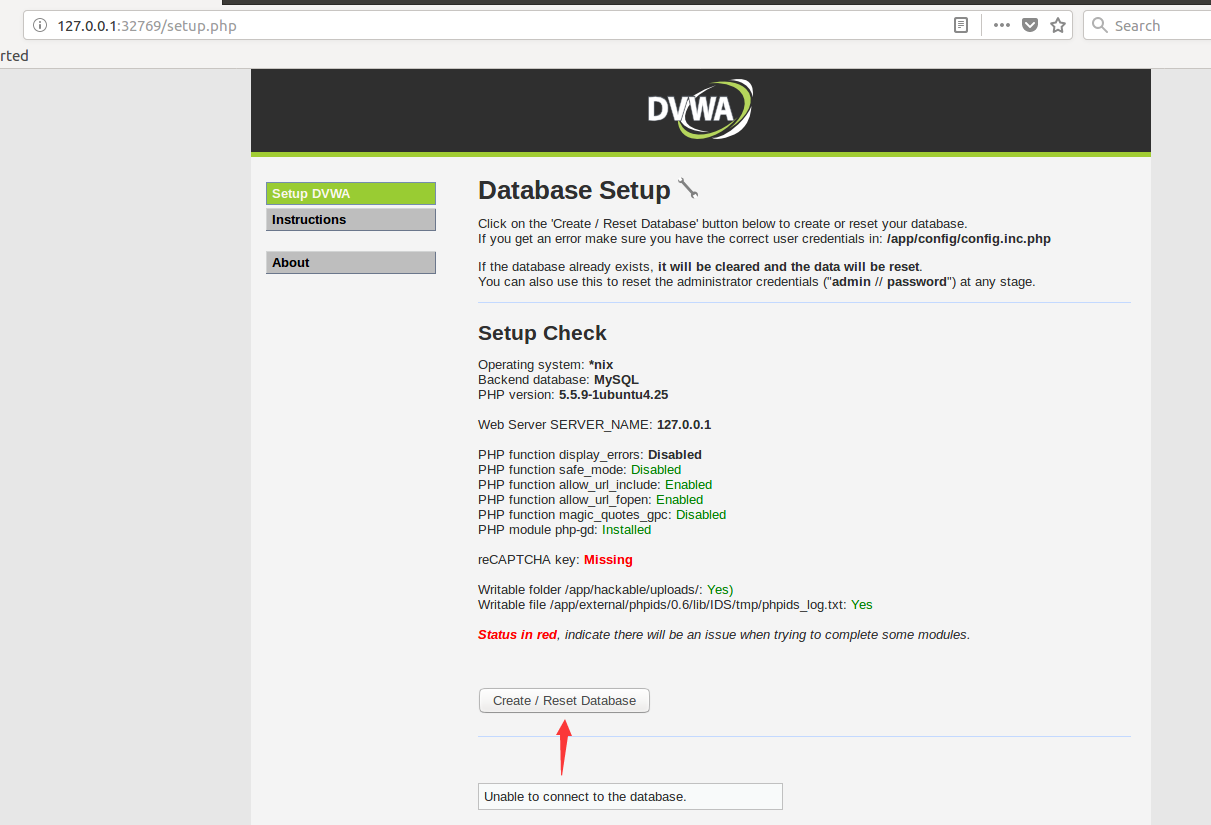 127.0.0.1:32769/setup.php
Search
rted
DVWA
Setup DVWA
Instructions
About
Database Setup
Click on the 'Create / Reset Database' button below to create or reset your database.
If you get an error make sure you have the correct user credentials in: /app/config/config.inc.php
If the database already exists, it will be cleared and the data will be reset.
You can also use this to reset the administrator credentials ("admin // password") at any stage.
Setup Check
Operating system: *nix
Backend database: MySQL
PHP version: 5.5.9-1ubuntu4.25
Web Server SERVER_NAME: 127.0.0.1
PHP function display_errors: Disabled
PHP function safe_mode: Disabled
PHP function allow_url_include: Enabled
PHP function allow_url_fopen: Enabled
PHP function magic_quotes_gpc: Disabled
PHP module php-gd: Installed
reCAPTCHA key: Missing
Writable folder /app/hackable/uploads/: Yes)
Writable file /app/external/phpids/0.6/lib/IDS/tmp/phpids_log.txt: Yes
Status in red, indicate there will be an issue when trying to complete some modules.
Create / Reset Database
Unable to connect to the database.